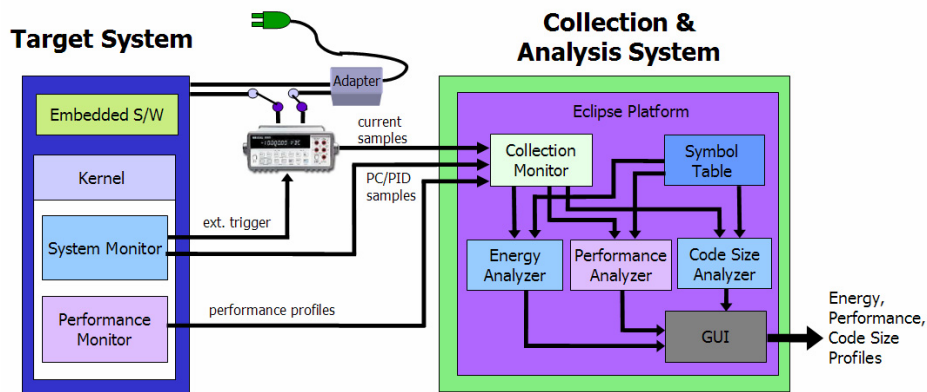 Target System
Collection &
Analysis System
Adapter
Embedded S/W
Kernel
System Monitor
Performance
Monitor
current
samples
PC/PID
samples
ext. trigger
performance profiles
Eclipse Platform
Collection
Monitor
Symbol
Table
Energy
Analyzer
Performance
Analyzer
Code Size
Analyzer
GUI
Energy,
Performance,
Code Size
Profiles